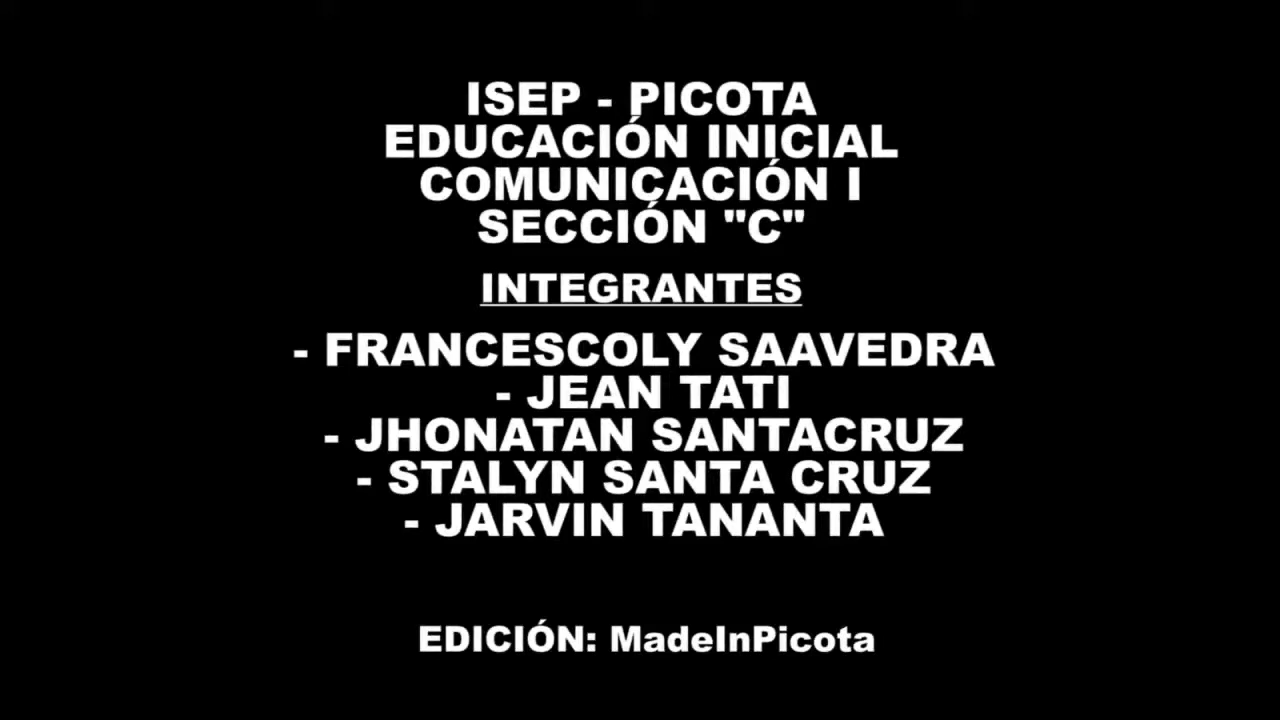 ISEP - PICOTA
EDUCACIÓN INICIAL
COMUNICACIÓN I
SECCIÓN "C"
INTEGRANTES
- FRANCESCOLY SAAVEDRA
- JEAN TATI
- JHONATAN SANTACRUZ
- STALYN SANTA CRUZ
- JARVIN TANANTA
EDICIÓN: MadeInPicota